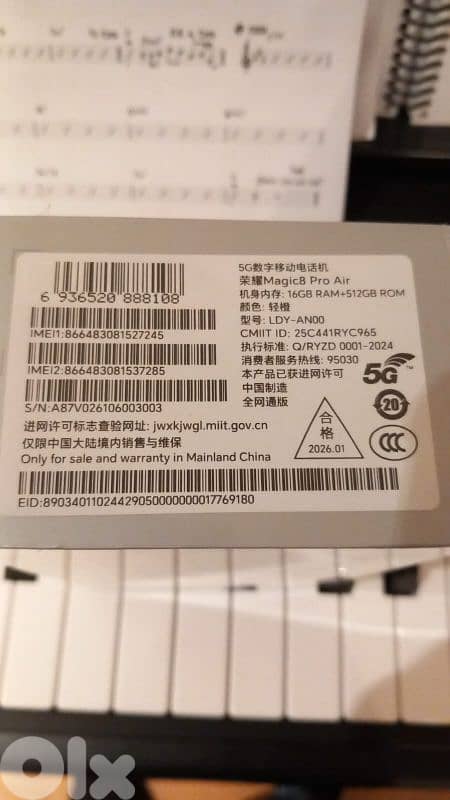 5G数字移动电话机
荣耀Magic8 Pro Air
机身内存: 16GB RAM+512GB ROM
颜色: 轻橙
型号: LDY-AN00
CMIIT ID: 25C441RYC965
执行标准: Q/RYZD 0001-2024
消费者服务热线: 95030
本产品已获进网许可
中国制造
全网通版
5G
20
CCC
合格
2026.01
6 936520 888108
IMEI1:866483081527245
IMEI2:866483081537285
S/N:A87V026106003003
进网许可标志查验网址: jwxkjwgl.miit.gov.cn
仅限中国大陆境内销售与维保
Only for sale and warranty in Mainland China
EID:89034011024429050000000017769180
OLX